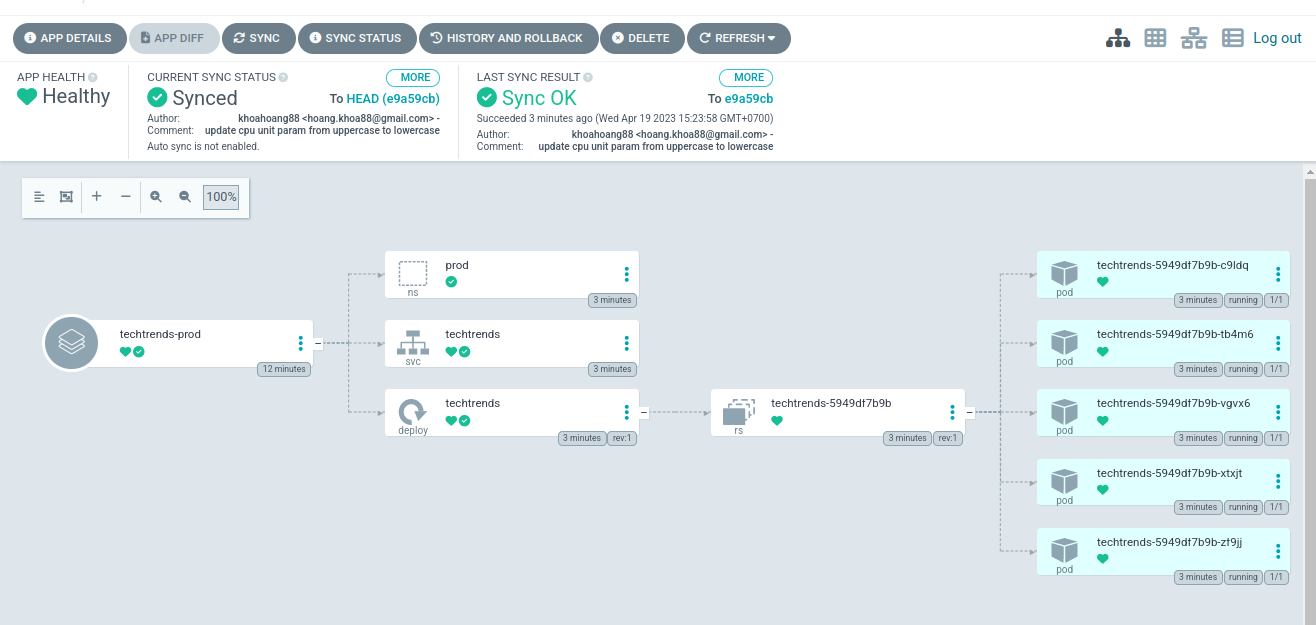 APP DETAILS APP DIFF SYNC SYNC STATUS HISTORY AND ROLLBACK DELETE REFRESH Log out
APP HEALTH
Healthy
CURRENT SYNC STATUS MORE
Synced To HEAD (e9a59cb)
Author: khoahoang88 <hoang.khoa88@gmail.com> -
Comment: update cpu unit param from uppercase to lowercase
Auto sync is not enabled.
LAST SYNC RESULT MORE
Sync OK To e9a59cb
Succeeded 3 minutes ago (Wed Apr 19 2023 15:23:58 GMT+0700)
Author: khoahoang88 <hoang.khoa88@gmail.com> -
Comment: update cpu unit param from uppercase to lowercase
100%
techtrends-prod
12 minutes
prod
ns
3 minutes
techtrends
svc
3 minutes
techtrends
deploy
3 minutes rev:1
techtrends-5949df7b9b
rs
3 minutes rev:1
techtrends-5949df7b9b-c9ldq
pod
3 minutes running 1/1
techtrends-5949df7b9b-tb4m6
pod
3 minutes running 1/1
techtrends-5949df7b9b-vgvx6
pod
3 minutes running 1/1
techtrends-5949df7b9b-xtxjt
pod
3 minutes running 1/1
techtrends-5949df7b9b-zf9jj
pod
3 minutes running 1/1